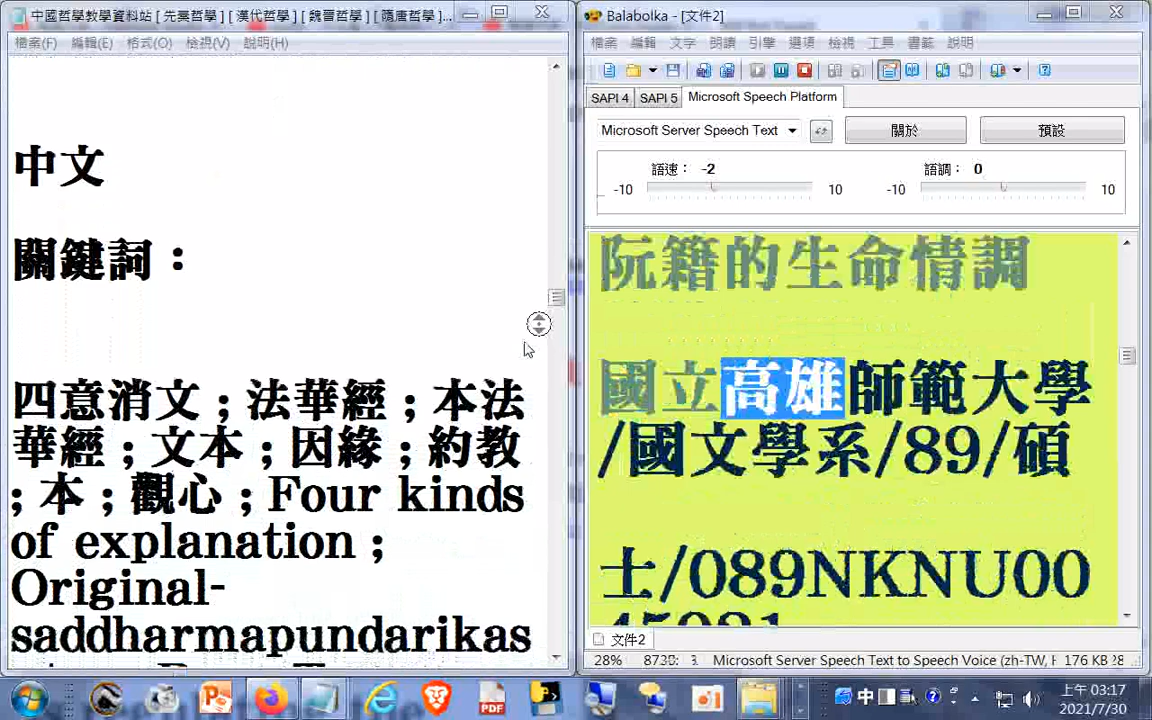 中國哲學教學資料站 [ 先秦哲學 ] [ 漢代哲學 ] [ 魏晉哲學 ] [ 隋唐哲學 ]...
檔案(F) 編輯(E) 格式(O) 檢視(V) 說明(H)
中文
關鍵詞：
四意消文；法華經；本法
華經；文本；因緣；約教
；本；觀心；Four kinds
of explanation；
Original-
saddharmapundarikas
Balabolka - [文件2]
檔案 編輯 文字 朗讀 引擎 選項 檢視 工具 書籤 說明
SAPI 4 SAPI 5 Microsoft Speech Platform
Microsoft Server Speech Text 關於 預設
語速： -2 語調： 0
-10 10 -10 10
阮籍的生命情調
國立高雄師範大學
/國文學系/89/碩
士/089NKNU00
45031
文件2
28% 873D: Microsoft Server Speech Text to Speech Voice (zh-TW, H 176 KB
中
上午 03:17
2021/7/30